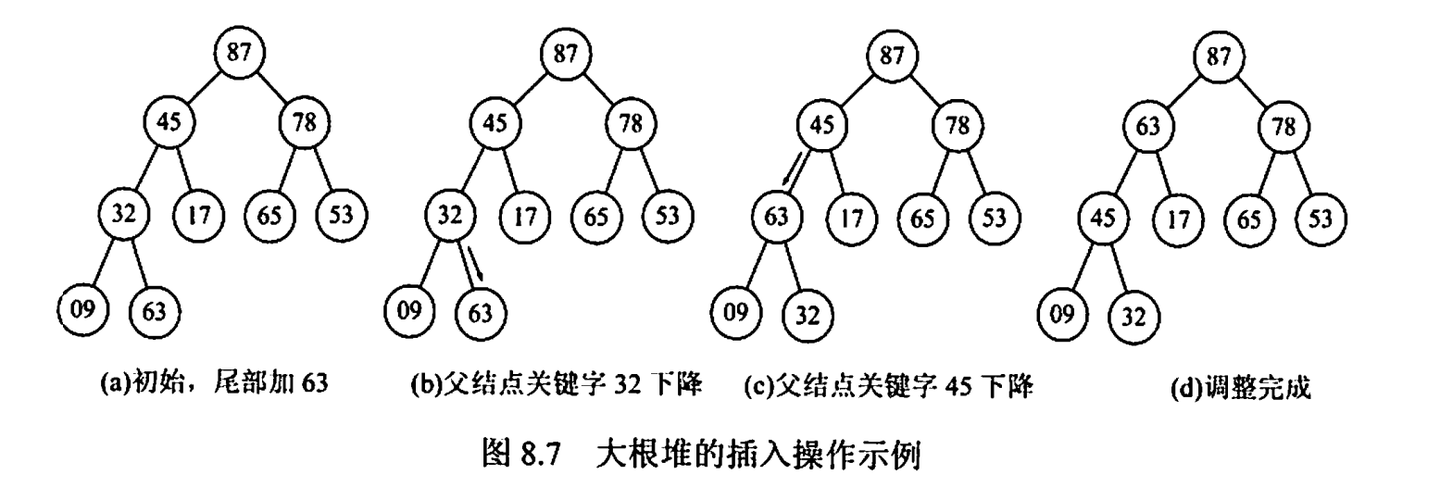 87 87 87 87
45 78 45 78 45 78 63 78
32 17 65 53 32 17 65 53 63 17 65 53 45 17 65 53
09 63 09 63 09 32 09 32
(a)初始，尾部加 63 (b)父结点关键字 32 下降 (c)父结点关键字 45 下降 (d)调整完成
图 8.7 大根堆的插入操作示例